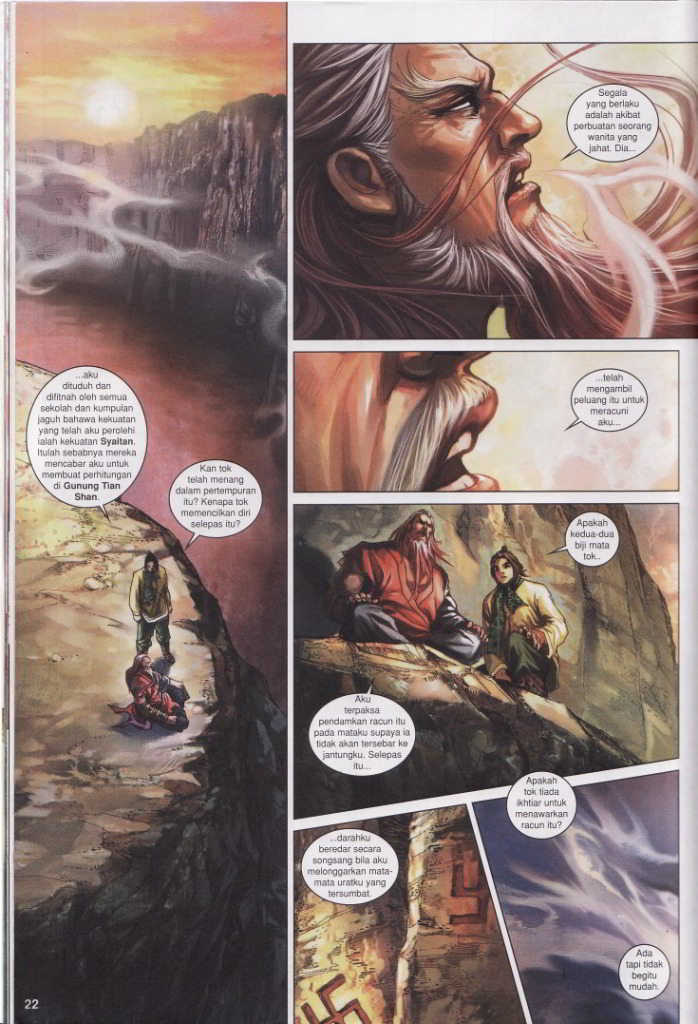 ...aku
dituduh dan
difitnah oleh semua
sekolah dan kumpulan
jaguh bahawa kekuatan
yang telah aku perolehi
ialah kekuatan Syaitan.
Itulah sebabnya mereka
mencabar aku untuk
membuat perhitungan
di Gunung Tian
Shan.
Kan tok
telah menang
dalam pertempuran
itu? Kenapa tok
memencilkan diri
selepas itu?
Segala
yang berlaku
adalah akibat
perbuatan seorang
wanita yang
jahat. Dia...
...telah
mengambil
peluang itu untuk
meracuni
aku...
Apakah
kedua-dua
biji mata
tok..
Aku
terpaksa
pendamkan racun itu
pada mataku supaya ia
tidak akan tersebar ke
jantungku. Selepas
itu...
...darahku
beredar secara
songsang bila aku
melonggarkan mata-
mata uratku yang
tersumbat.
Apakah
tok tiada
ikhtiar untuk
menawarkan
racun itu?
Ada
tapi tidak
begitu
mudah.
22